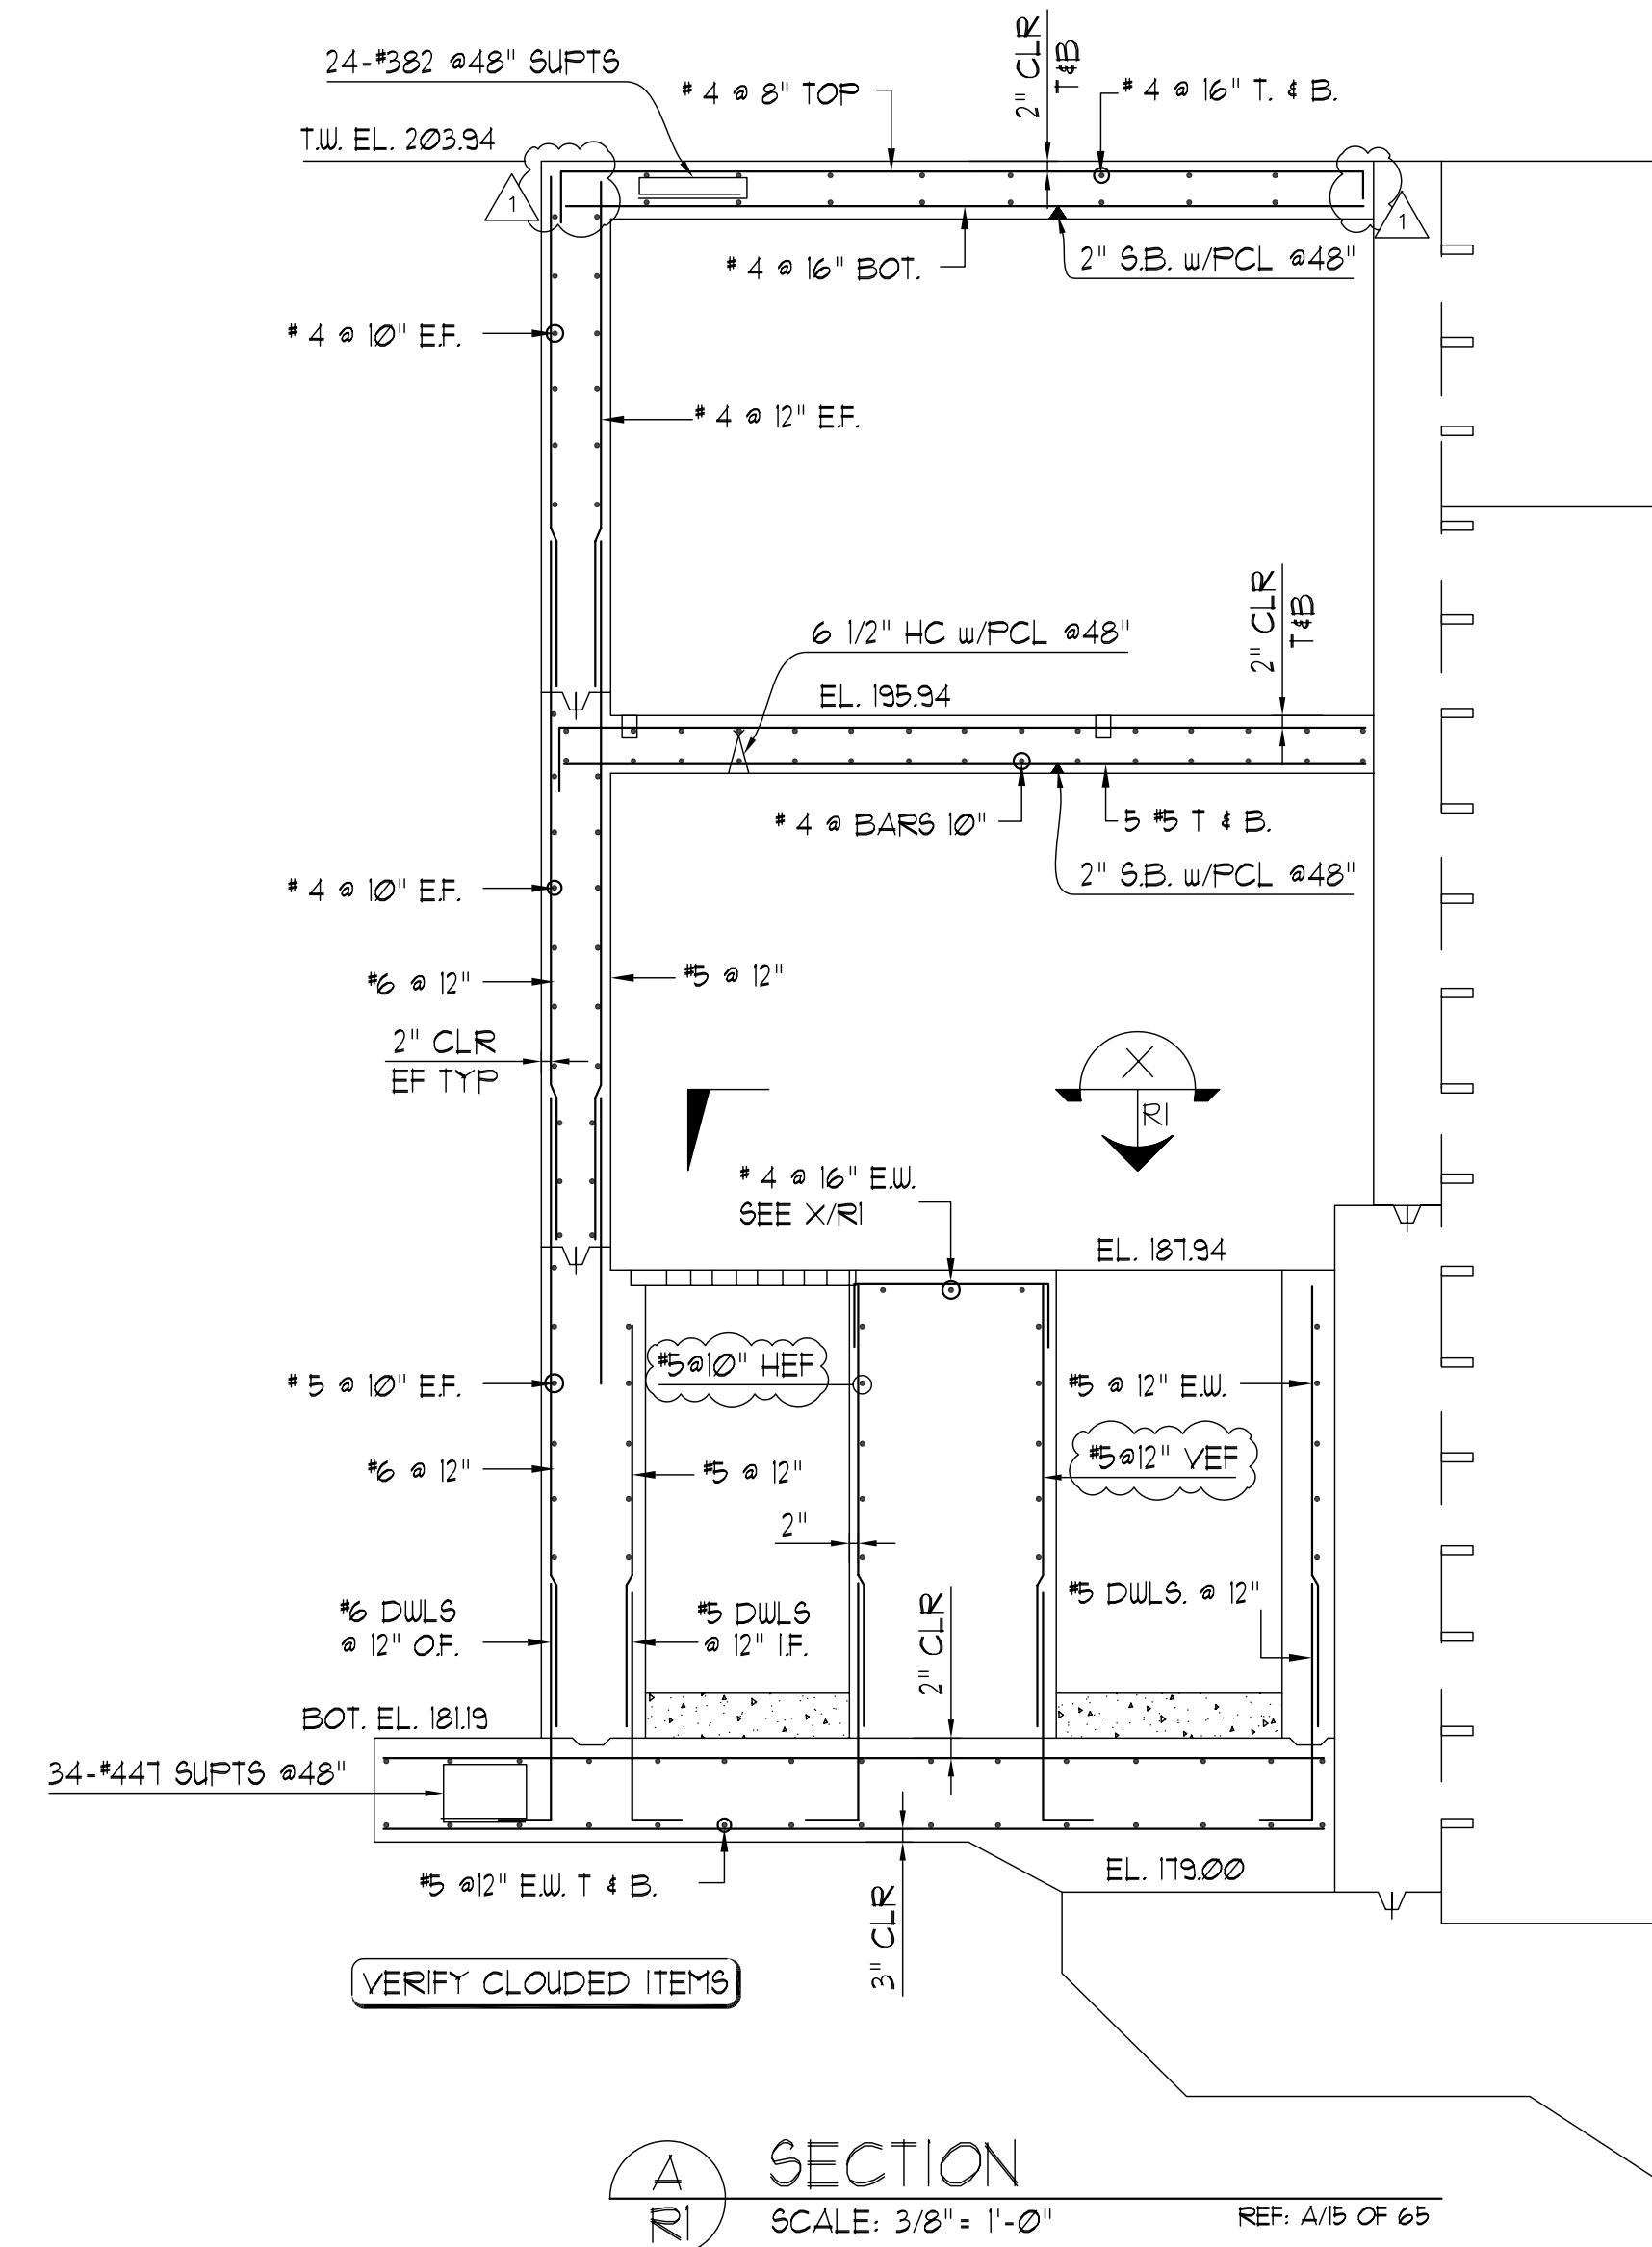 24-#382 @48" SUPTS
# 4 @ 8" TOP
2" CLR
T&B
# 4 @ 16" T. & B.
T.W. EL. 203.94
1
1
# 4 @ 16" BOT.
2" S.B. w/PCL @48"
# 4 @ 10" E.F.
# 4 @ 12" E.F.
6 1/2" HC w/PCL @48"
2" CLR
T&B
EL. 195.94
# 4 @ BARS 10"
5 #5 T & B.
2" S.B. w/PCL @48"
# 4 @ 10" E.F.
#6 @ 12"
#5 @ 12"
2" CLR
EF TYP
X
R1
# 4 @ 16" E.W.
SEE X/R1
EL. 187.94
#5@10" HEF
# 5 @ 10" E.F.
#5 @ 12" E.W.
#5@12" VEF
#6 @ 12"
#5 @ 12"
2"
#6 DWLS
@ 12" O.F.
#5 DWLS
@ 12" I.F.
2" CLR
#5 DWLS. @ 12"
BOT. EL. 181.19
34-#447 SUPTS @48"
#5 @12" E.W. T & B.
3" CLR
EL. 179.00
VERIFY CLOUDED ITEMS
A
R1
SECTION
SCALE: 3/8" = 1'-0"
REF: A/15 OF 65